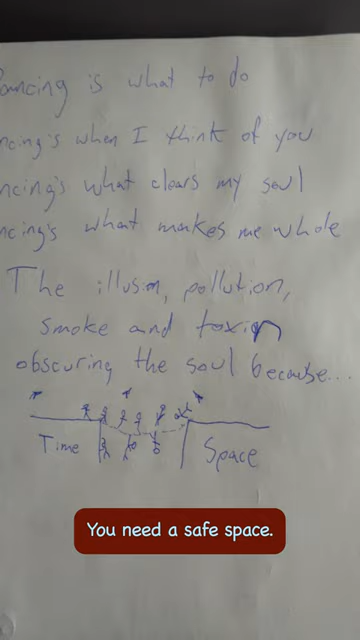 Dancing is what to do
ncing's when I think of you
ncing's what clears my soul
ncing's what makes me whole
The illusion, pollution,
smoke and toxin
obscuring the soul because...
Time Space
You need a safe space.